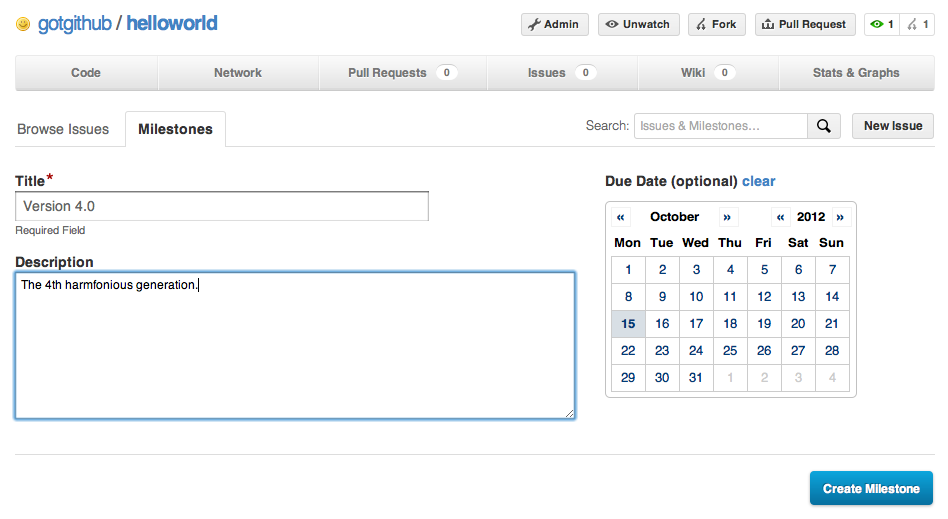 gotgithub / helloworld
Admin Unwatch Fork Pull Request 1 1
Code Network Pull Requests 0 Issues 0 Wiki 0 Stats & Graphs
Browse Issues Milestones Search: Issues & Milestones... New Issue
Title*
Version 4.0
Required Field
Description
The 4th harmfonious generation.
Due Date (optional) clear
« October » « 2012 »
Mon Tue Wed Thu Fri Sat Sun
1 2 3 4 5 6 7
8 9 10 11 12 13 14
15 16 17 18 19 20 21
22 23 24 25 26 27 28
29 30 31 1 2 3 4
Create Milestone